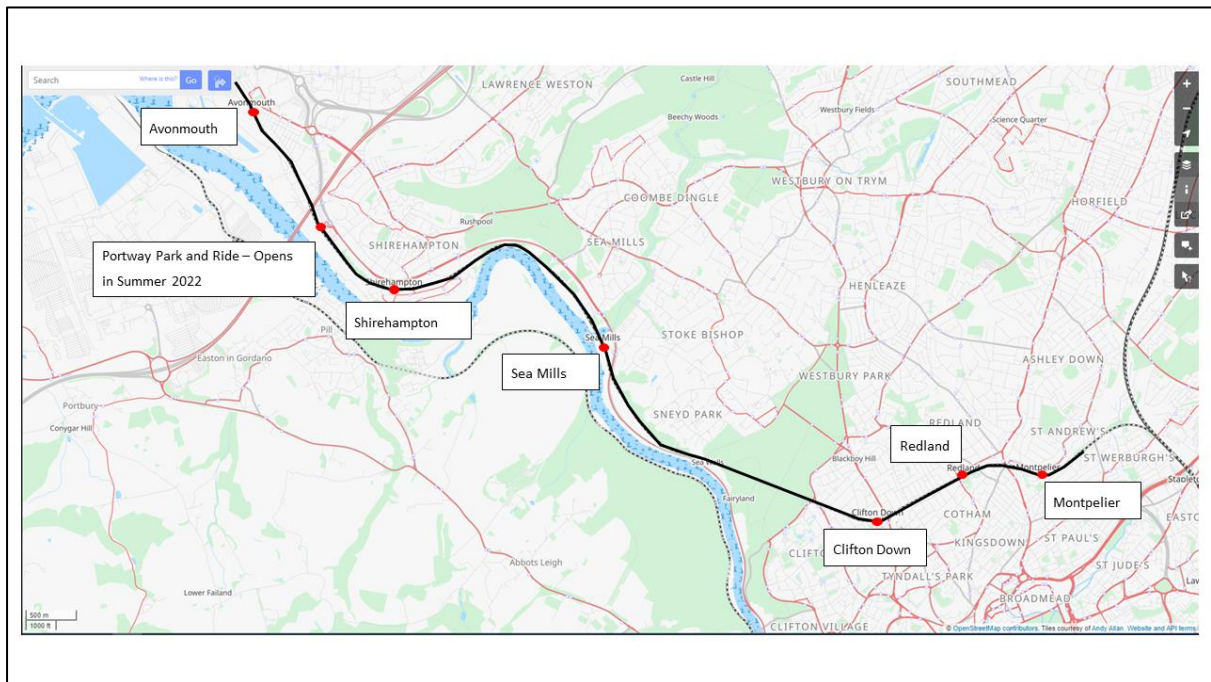 Search
Where is this?
Go
LAWRENCE WESTON
Castle Hill
SOUTHMEAD
Avonmouth
Westbury Fields
Science Quarter
Beechy Woods
Avonmouth
WESTBURY ON TRYM
COOMBE DINGLE
HORFIELD
Rushpool
SHIREHAMPTON
SEA MILLS
Portway Park and Ride – Opens
in Summer 2022
Shirehampton
HENLEAZE
Shirehampton
Pill
Sea Mills
STOKE BISHOP
Easton in Gordano
ASHLEY DOWN
Sea Mills
WESTBURY PARK
Portbury
SNEYD PARK
Conygar Hill
REDLAND
ST ANDREW'S
Redland
Blackboy Hill
ST WERBURGH'S
Sea Walls
Redland
Montpelier
Fairyland
Montpelier
Clifton Down
COTHAM
Clifton Down
KINGSDOWN
ST PAUL'S
Abbots Leigh
ST JUDE'S
TYNDALL'S PARK
Lower Failand
BROADMEAD
500 m
1000 ft
CLIFTON VILLAGE
© OpenStreetMap contributors. Tiles courtesy of Andy Allan. Website and API terms